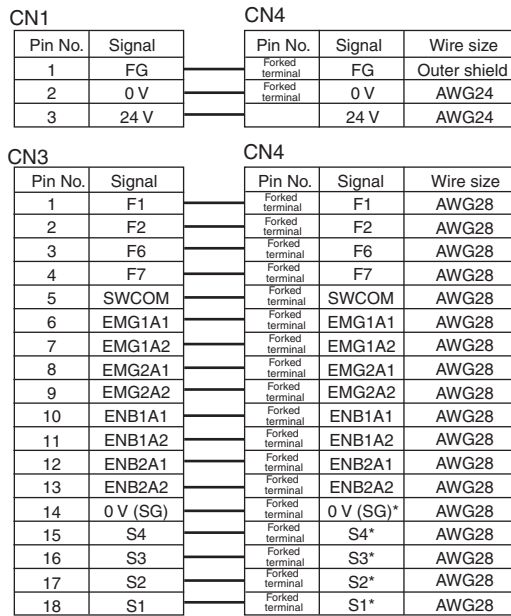 CN1 CN4
Pin No. Signal Pin No. Signal Wire size
1 FG Forked terminal FG Outer shield
2 0 V Forked terminal 0 V AWG24
3 24 V 24 V AWG24
CN3 CN4
Pin No. Signal Pin No. Signal Wire size
1 F1 Forked terminal F1 AWG28
2 F2 Forked terminal F2 AWG28
3 F6 Forked terminal F6 AWG28
4 F7 Forked terminal F7 AWG28
5 SWCOM Forked terminal SWCOM AWG28
6 EMG1A1 Forked terminal EMG1A1 AWG28
7 EMG1A2 Forked terminal EMG1A2 AWG28
8 EMG2A1 Forked terminal EMG2A1 AWG28
9 EMG2A2 Forked terminal EMG2A2 AWG28
10 ENB1A1 Forked terminal ENB1A1 AWG28
11 ENB1A2 Forked terminal ENB1A2 AWG28
12 ENB2A1 Forked terminal ENB2A1 AWG28
13 ENB2A2 Forked terminal ENB2A2 AWG28
14 0 V (SG) Forked terminal 0 V (SG)* AWG28
15 S4 Forked terminal S4* AWG28
16 S3 Forked terminal S3* AWG28
17 S2 Forked terminal S2* AWG28
18 S1 Forked terminal S1* AWG28